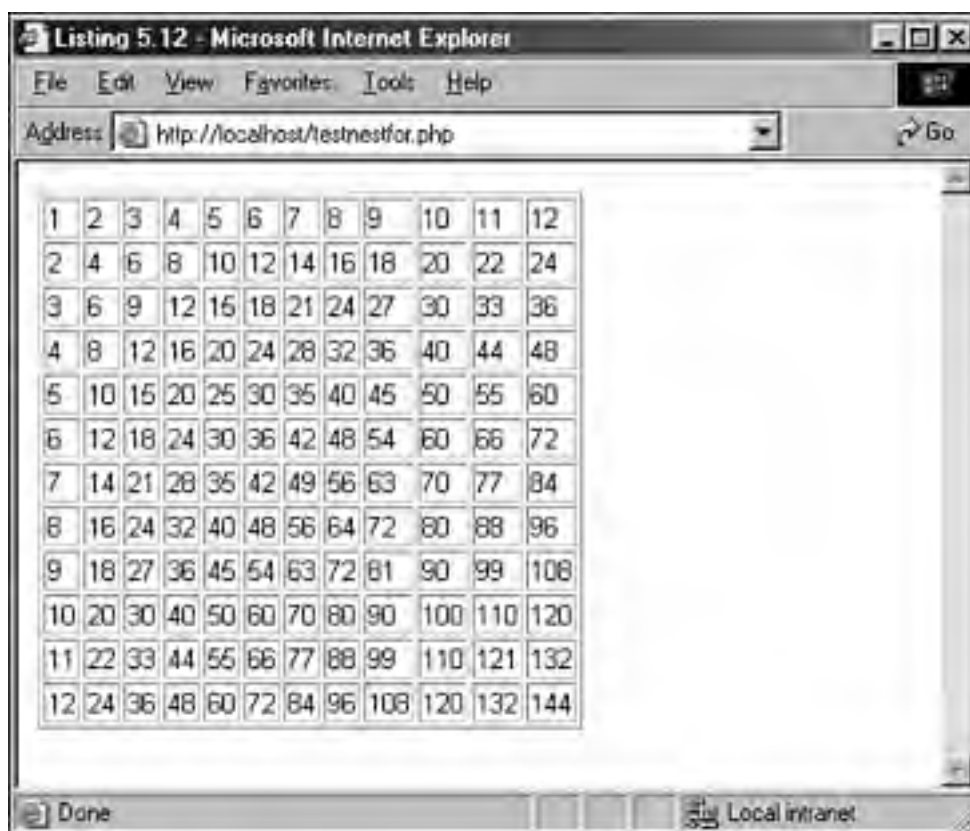 Listing 5.12 - Microsoft Internet Explorer
File Edit View Favorites Tools Help
Address http://localhost/testnestfor.php Go
1 2 3 4 5 6 7 8 9 10 11 12
2 4 6 8 10 12 14 16 18 20 22 24
3 6 9 12 15 18 21 24 27 30 33 36
4 8 12 16 20 24 28 32 36 40 44 48
5 10 15 20 25 30 35 40 45 50 55 60
6 12 18 24 30 36 42 48 54 60 66 72
7 14 21 28 35 42 49 56 63 70 77 84
8 16 24 32 40 48 56 64 72 80 88 96
9 18 27 36 45 54 63 72 81 90 99 108
10 20 30 40 50 60 70 80 90 100 110 120
11 22 33 44 55 66 77 88 99 110 121 132
12 24 36 48 60 72 84 96 108 120 132 144
Done Local intranet